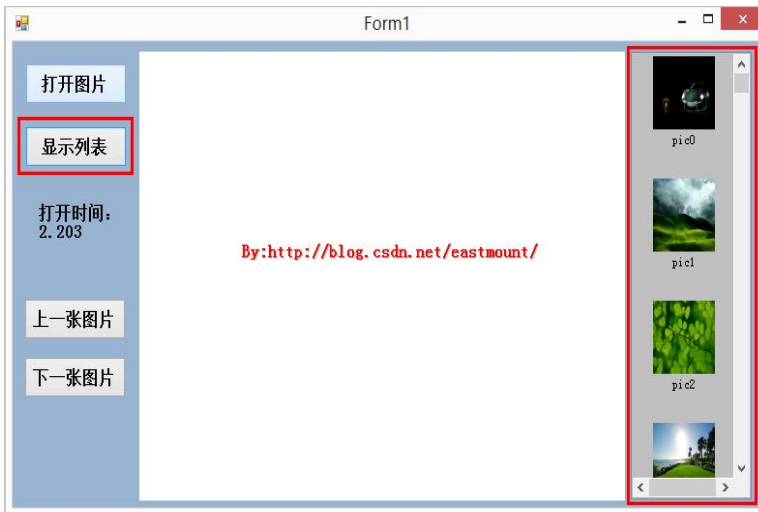 Form1
打开图片
显示列表
打开时间:
2.203
上一张图片
下一张图片
By:http://blog.csdn.net/eastmount/
pic0
pic1
pic2